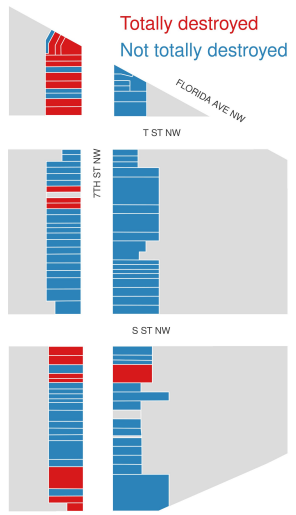 Totally destroyed
Not totally destroyed
FLORIDA AVE NW
T ST NW
7TH ST NW
S ST NW